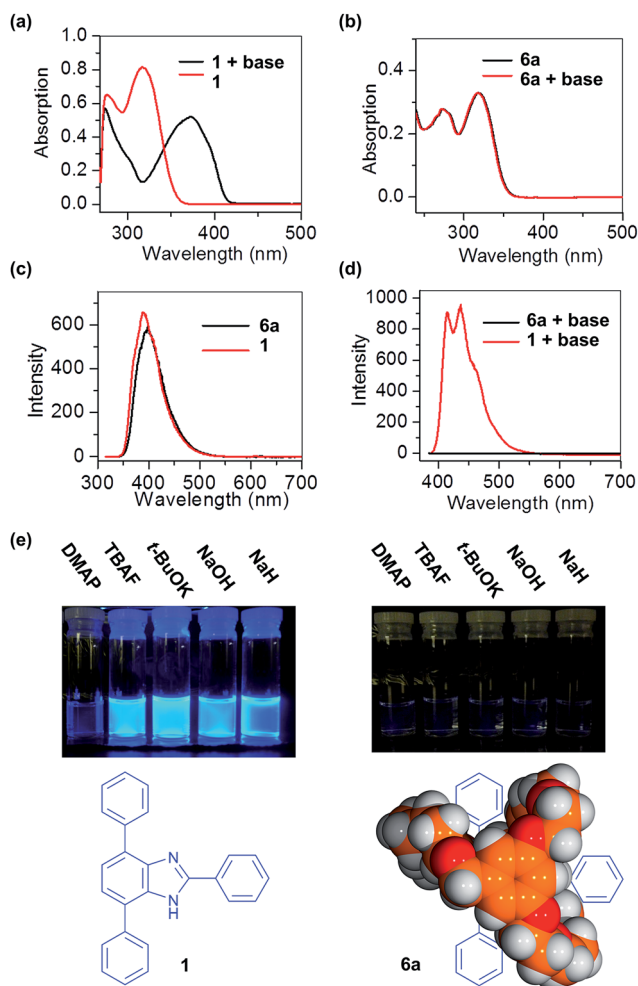 (a)
1 + base
1
Absorption
1.0
0.8
0.6
0.4
0.2
0.0
300
400
500
Wavelength (nm)
(b)
6a
6a + base
Absorption
0.4
0.2
0.0
300
400
500
Wavelength (nm)
(c)
6a
1
Intensity
600
400
200
0
300
400
500
600
700
Wavelength (nm)
(d)
6a + base
1 + base
Intensity
1000
800
600
400
200
0
400
500
600
700
Wavelength (nm)
(e)
DMAP
TBAF
t-BuOK
NaOH
NaH
DMAP
TBAF
t-BuOK
NaOH
NaH
N
N
H
1
6a